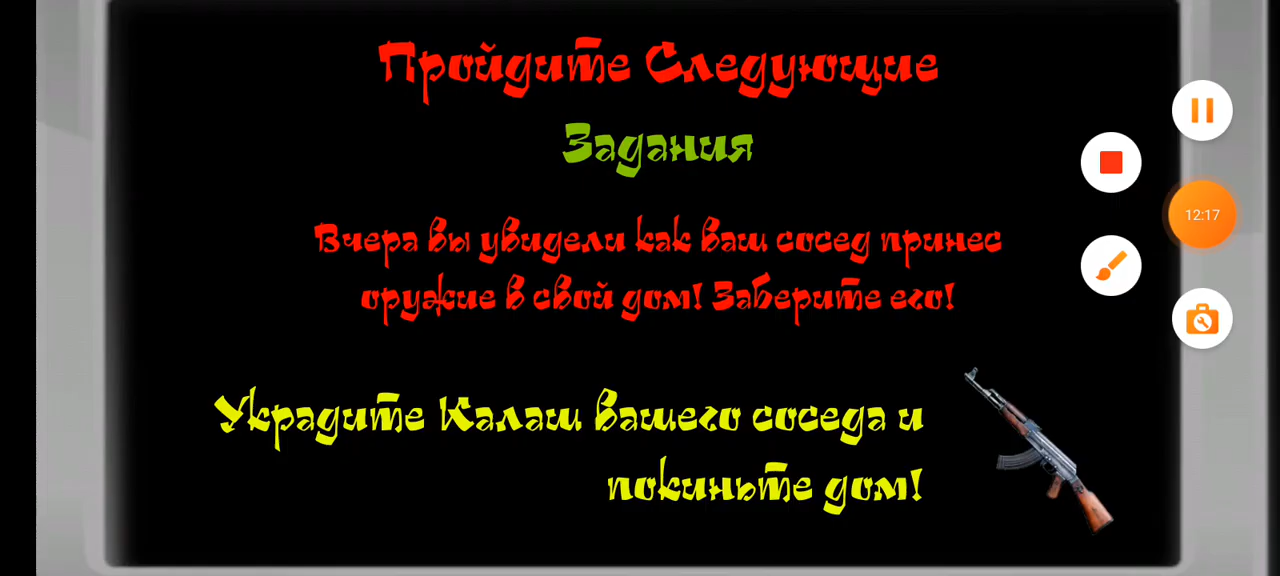 Пройдите Следующие
Задания
Вчера вы увидели как ваш сосед принес
оружие в свой дом! Заберите его!
Украдите Калаш вашего соседа и
покиньте дом!
12:17